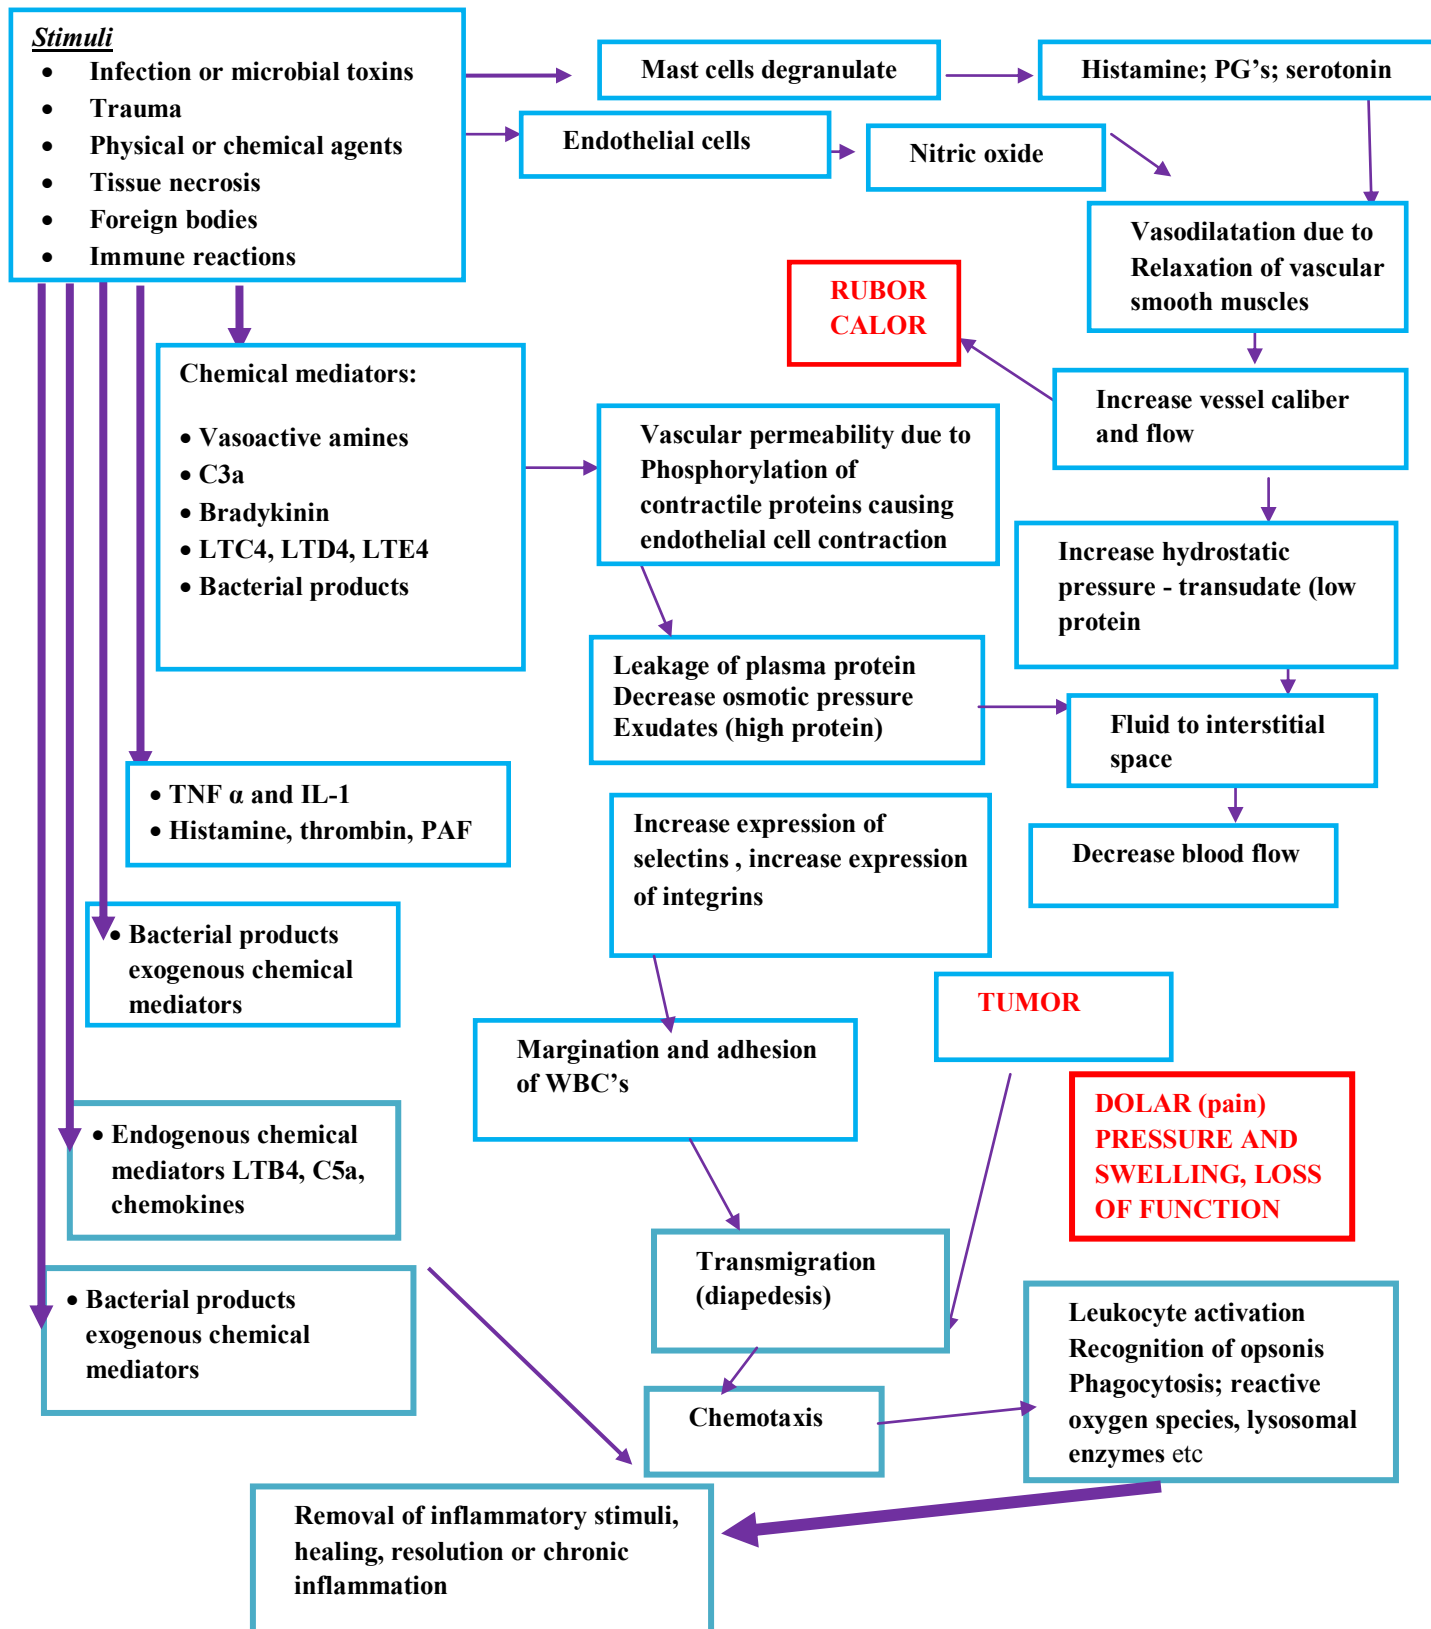 Stimuli
• Infection or microbial toxins
• Trauma
• Physical or chemical agents
• Tissue necrosis
• Foreign bodies
• Immune reactions
Mast cells degranulate
Histamine; PG’s; serotonin
Endothelial cells
Nitric oxide
Vasodilatation due to
Relaxation of vascular
smooth muscles
RUBOR
CALOR
Increase vessel caliber
and flow
Chemical mediators:
• Vasoactive amines
• C3a
• Bradykinin
• LTC4, LTD4, LTE4
• Bacterial products
Vascular permeability due to
Phosphorylation of
contractile proteins causing
endothelial cell contraction
Increase hydrostatic
pressure - transudate (low
protein
Leakage of plasma protein
Decrease osmotic pressure
Exudates (high protein)
Fluid to interstitial
space
• TNF α and IL-1
• Histamine, thrombin, PAF
Increase expression of
selectins , increase expression
of integrins
Decrease blood flow
• Bacterial products
exogenous chemical
mediators
TUMOR
Margination and adhesion
of WBC’s
DOLAR (pain)
PRESSURE AND
SWELLING, LOSS
OF FUNCTION
• Endogenous chemical
mediators LTB4, C5a,
chemokines
Transmigration
(diapedesis)
• Bacterial products
exogenous chemical
mediators
Leukocyte activation
Recognition of opsonis
Phagocytosis; reactive
oxygen species, lysosomal
enzymes etc
Chemotaxis
Removal of inflammatory stimuli,
healing, resolution or chronic
inflammation